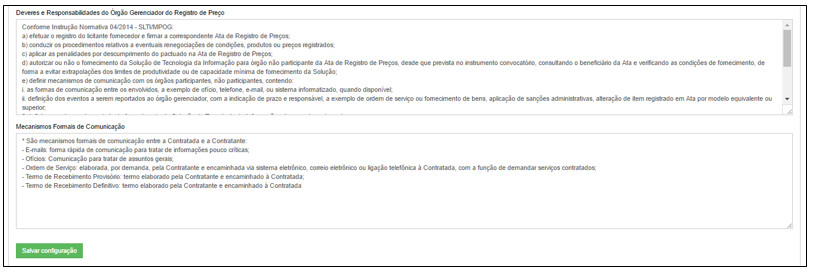 Deveres e Responsabilidades do Órgão Gerenciador do Registro de Preço
Conforme Instrução Normativa 04/2014 - SLTI/MPOG:
a) efetuar o registro do licitante fornecedor e firmar a correspondente Ata de Registro de Preços;
b) conduzir os procedimentos relativos a eventuais renegociações de condições, produtos ou preços registrados;
c) aplicar as penalidades por descumprimento do pactuado na Ata de Registro de Preços;
d) autorizar ou não o fornecimento da Solução de Tecnologia da Informação para órgão não participante da Ata de Registro de Preços, desde que prevista no instrumento convocatório, consultando o beneficiário da Ata e verificando as condições de fornecimento, de
forma a evitar extrapolações dos limites de produtividade ou de capacidade mínima de fornecimento da Solução;
e) definir mecanismos de comunicação com os órgãos participantes, não participantes, contendo:
i. as formas de comunicação entre os envolvidos, a exemplo de ofício, telefone, e-mail, ou sistema informatizado, quando disponível;
ii. definição dos eventos a serem reportados ao órgão gerenciador, com a indicação de prazo e responsável, a exemplo de ordem de serviço ou fornecimento de bens, aplicação de sanções administrativas, alteração de item registrado em Ata por modelo equivalente ou
superior;
Mecanismos Formais de Comunicação
* São mecanismos formais de comunicação entre a Contratada e a Contratante:
- E-mails: forma rápida de comunicação para tratar de informações pouco críticas;
- Ofícios: Comunicação para tratar de assuntos gerais;
- Ordem de Serviço: elaborada, por demanda, pela Contratante e encaminhada via sistema eletrônico, correio eletrônico ou ligação telefônica à Contratada, com a função de demandar serviços contratados;
- Termo de Recebimento Provisório: termo elaborado pela Contratante e encaminhado à Contratada;
- Termo de Recebimento Definitivo: termo elaborado pela Contratante e encaminhado à Contratada
Salvar configuração